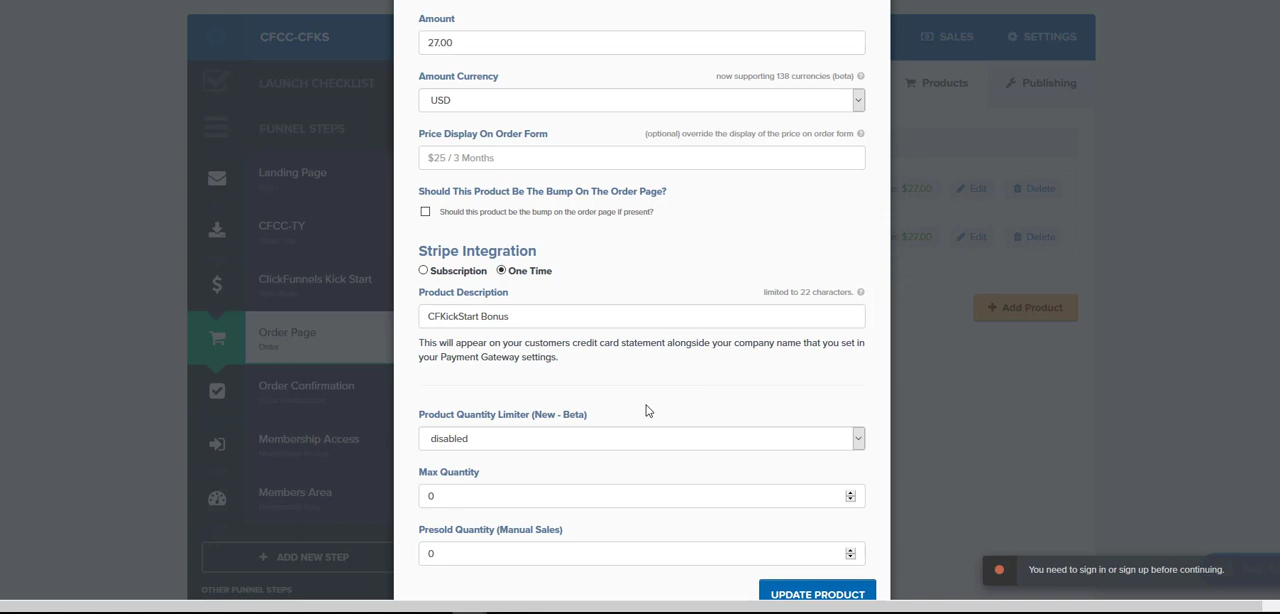 CFCC-CFKS
SALES
SETTINGS
LAUNCH CHECKLIST
Products
Publishing
FUNNEL STEPS
Landing Page
CFCC-TY
ClickFunnels Kick Start
Order Page
Order
Order Confirmation
Membership Access
Members Area
+ ADD NEW STEP
OTHER FUNNEL STEPS
Amount
27.00
Amount Currency
now supporting 138 currencies (beta)
USD
Price Display On Order Form
(optional) override the display of the price on order form
$25 / 3 Months
Should This Product Be The Bump On The Order Page?
Should this product be the bump on the order page if present?
Stripe Integration
Subscription One Time
Product Description
limited to 22 characters.
CFKickStart Bonus
This will appear on your customers credit card statement alongside your company name that you set in
your Payment Gateway settings.
Product Quantity Limiter (New - Beta)
disabled
Max Quantity
0
Presold Quantity (Manual Sales)
0
UPDATE PRODUCT
$27.00 Edit Delete
$27.00 Edit Delete
+ Add Product
You need to sign in or sign up before continuing.